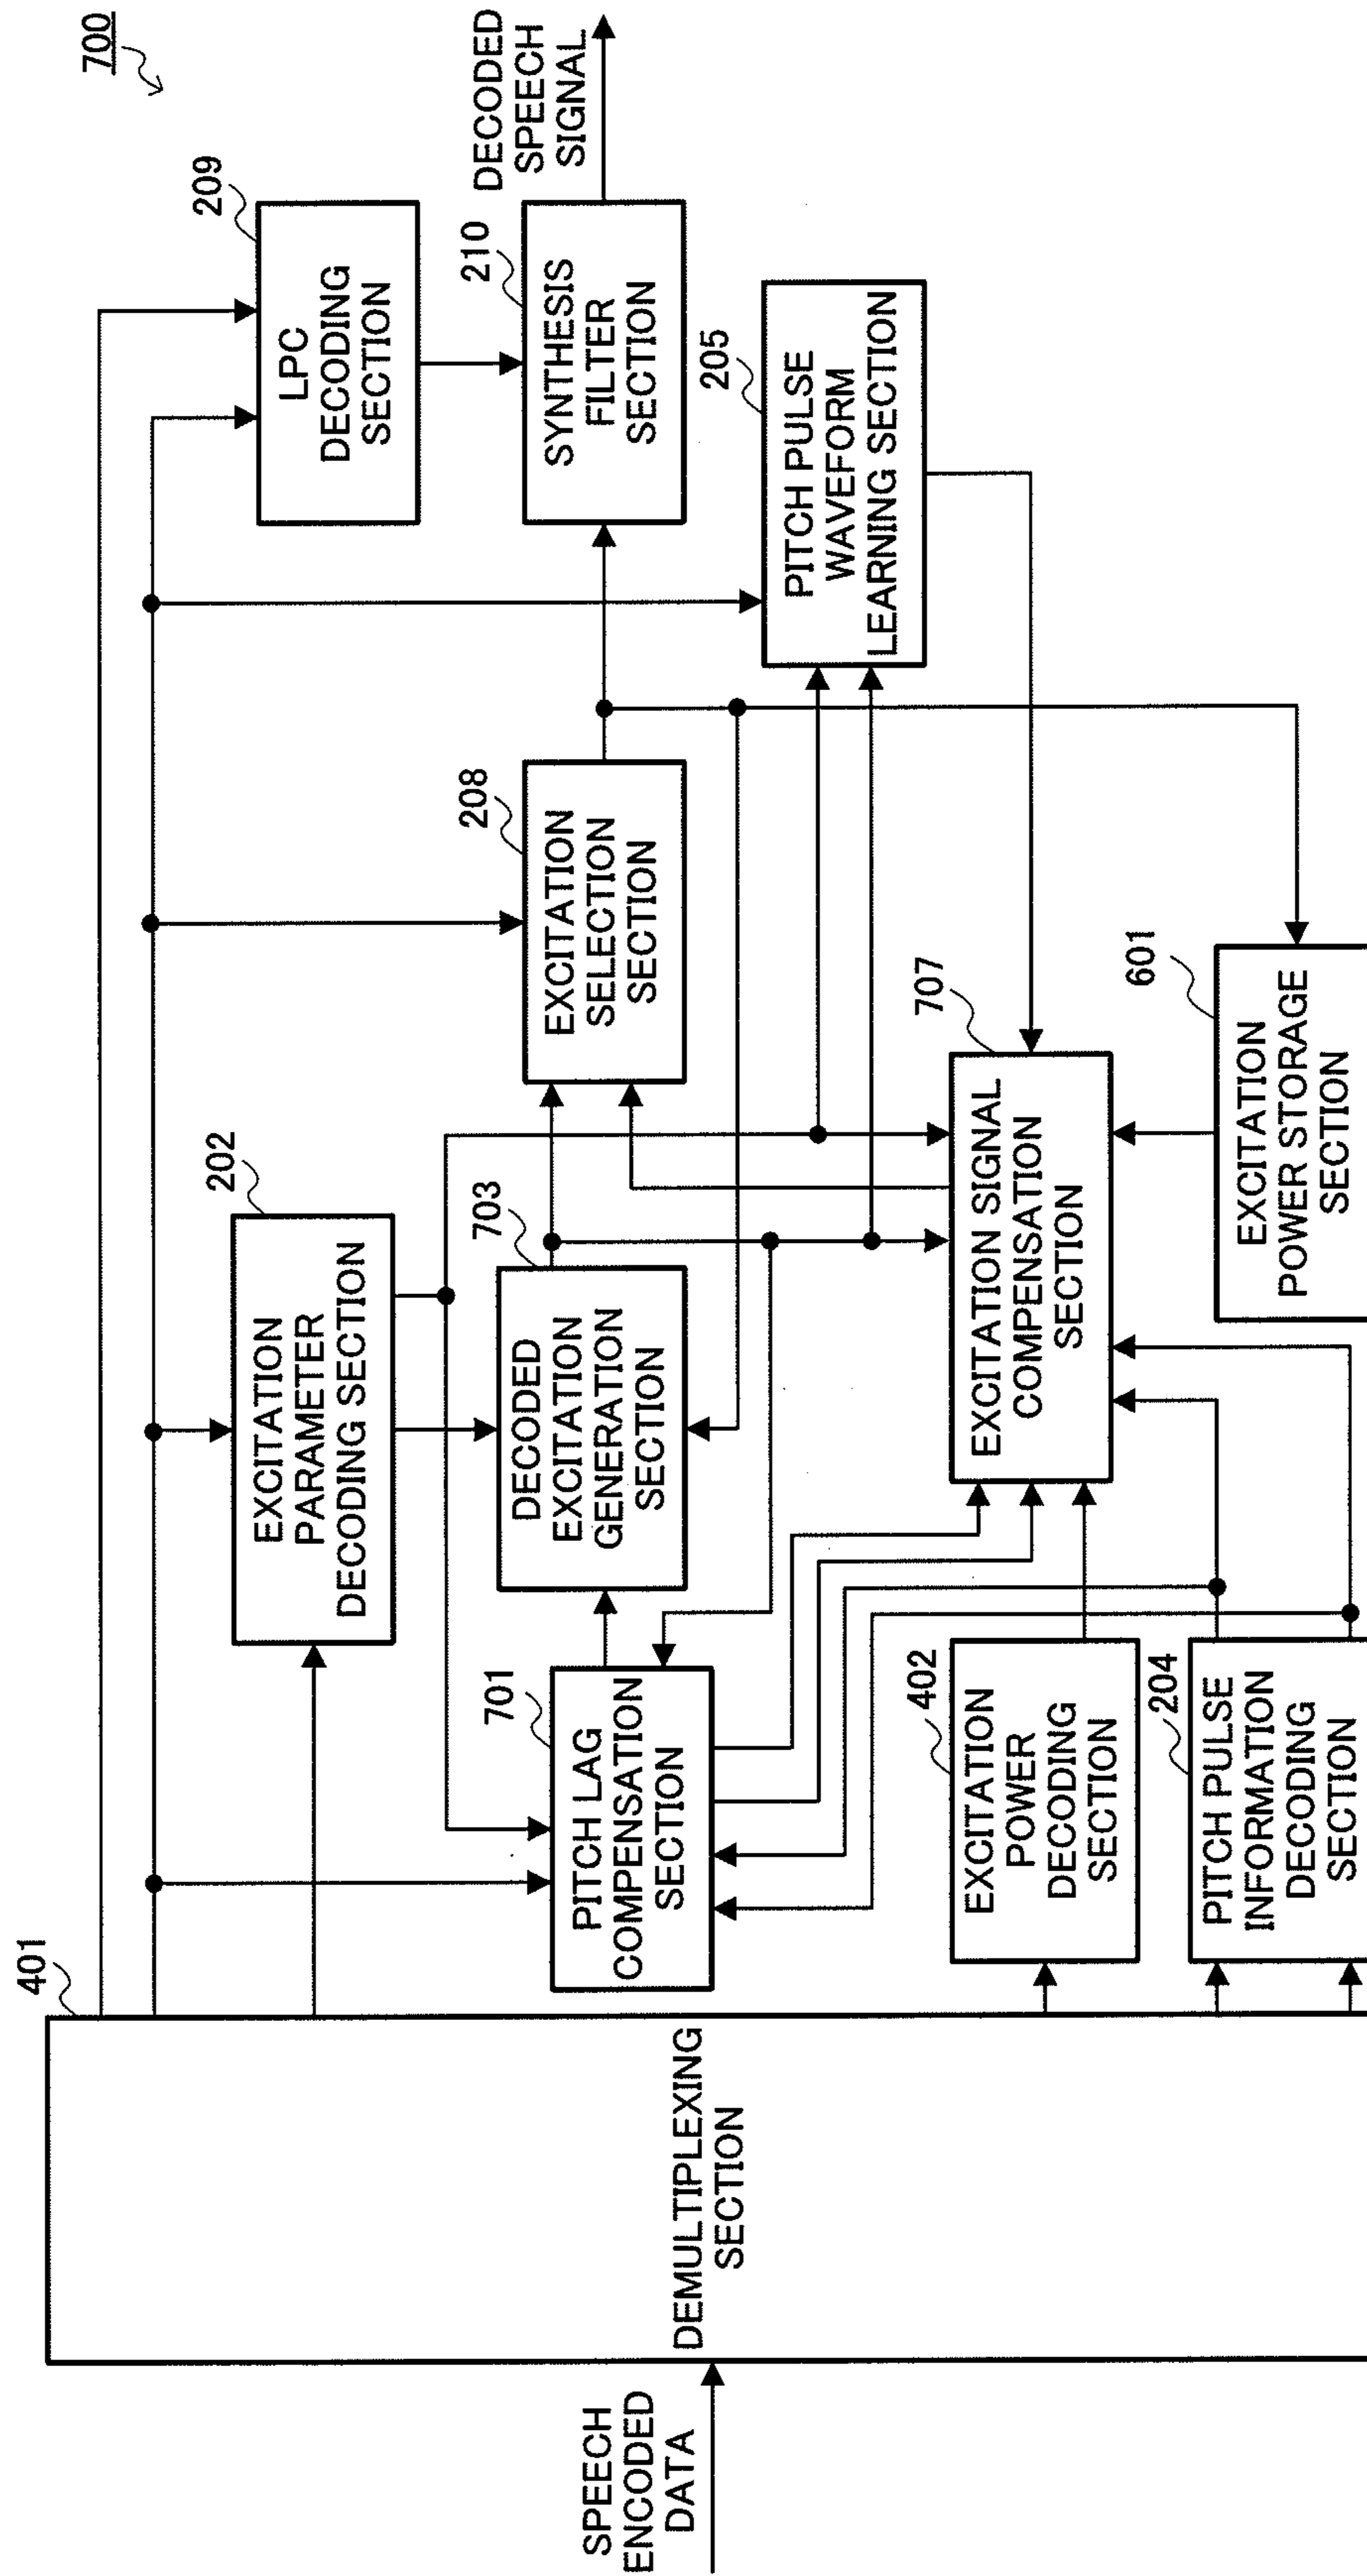 700
SPEECH
ENCODED
DATA
401
DEMULTIPLEXING
SECTION
202
EXCITATION
PARAMETER
DECODING SECTION
209
LPC
DECODING
SECTION
701
PITCH LAG
COMPENSATION
SECTION
703
DECODED
EXCITATION
GENERATION
SECTION
208
EXCITATION
SELECTION
SECTION
210
SYNTHESIS
FILTER
SECTION
DECODED
SPEECH
SIGNAL
205
PITCH PULSE
WAVEFORM
LEARNING SECTION
402
EXCITATION
POWER
DECODING
SECTION
707
EXCITATION SIGNAL
COMPENSATION
SECTION
204
PITCH PULSE
INFORMATION
DECODING
SECTION
601
EXCITATION
POWER STORAGE
SECTION